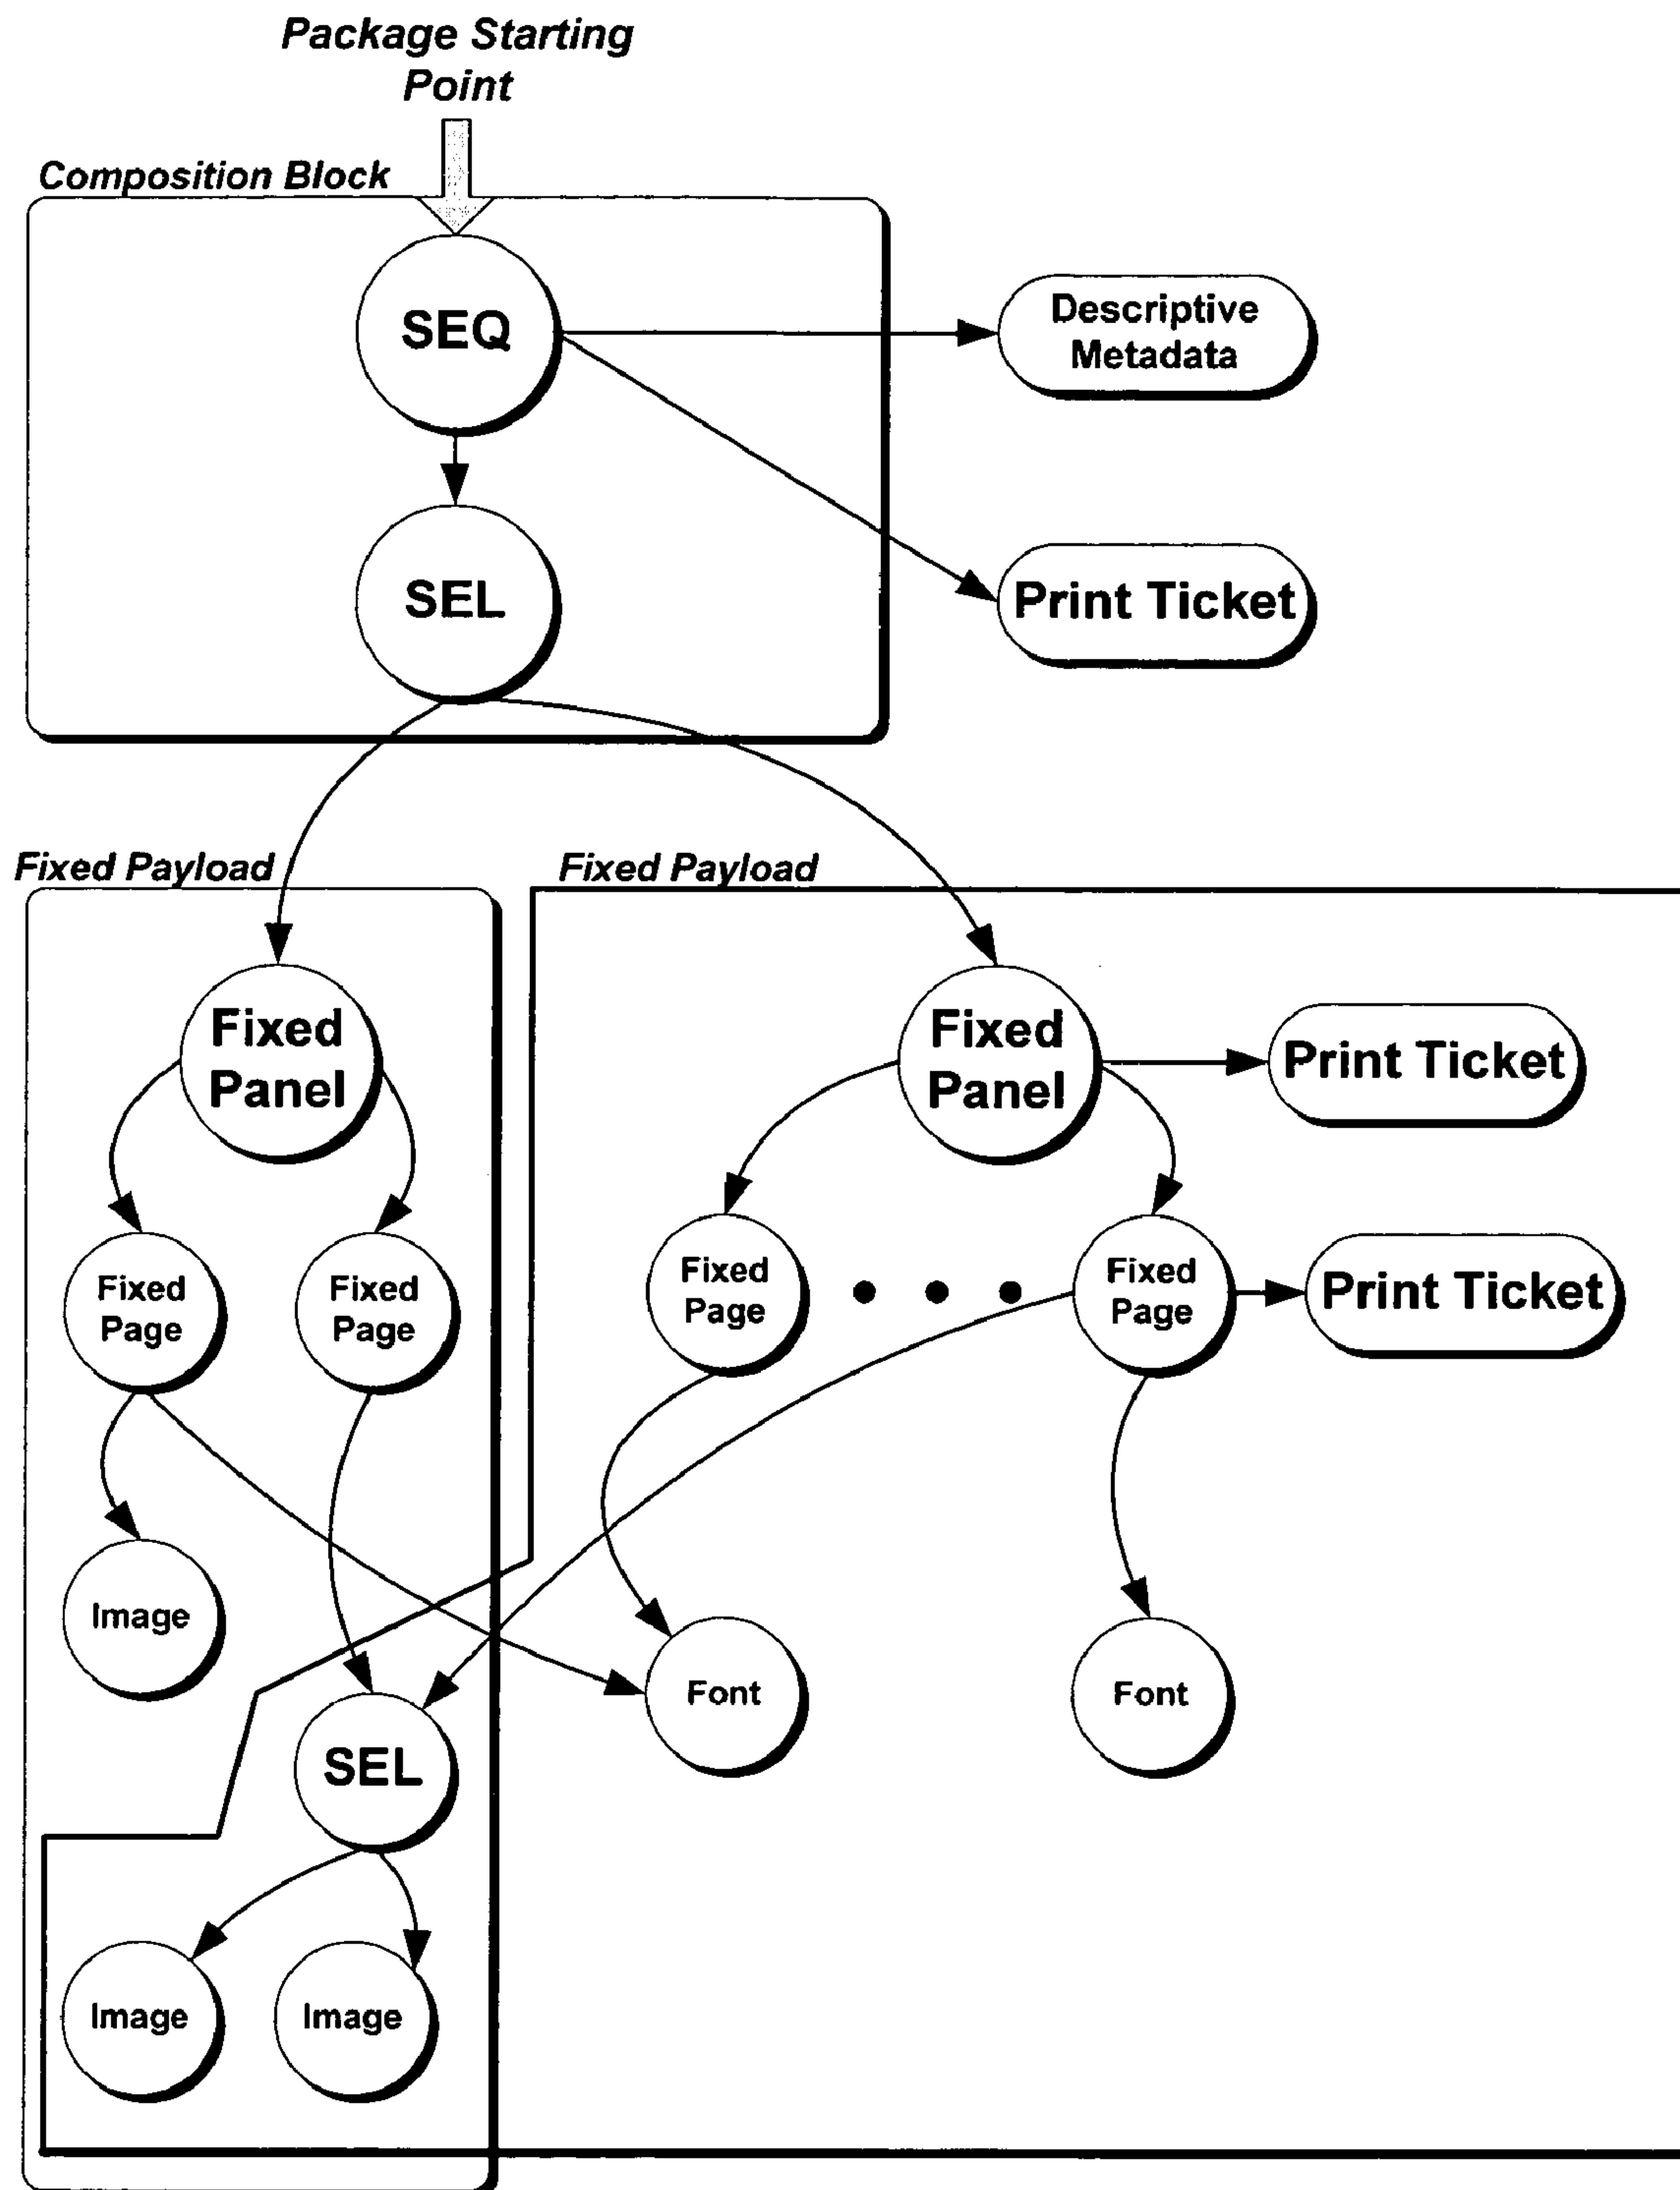 Package Starting
Point
Composition Block
SEQ
Descriptive
Metadata
SEL
Print Ticket
Fixed Payload
Fixed Payload
Fixed
Panel
Fixed
Panel
Print Ticket
Fixed
Page
Fixed
Page
Fixed
Page
Fixed
Page
Print Ticket
Image
Font
Font
SEL
Image
Image